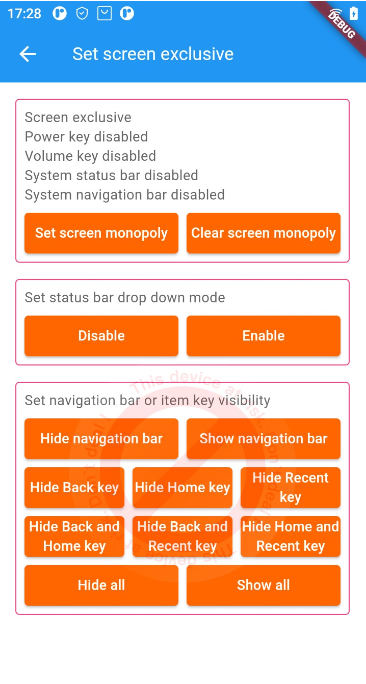 17:28
DEBUG
Set screen exclusive
Screen exclusive
Power key disabled
Volume key disabled
System status bar disabled
System navigation bar disabled
Set screen monopoly
Clear screen monopoly
Set status bar drop down mode
Disable
Enable
Set navigation bar or item key visibility
Hide navigation bar
Show navigation bar
Hide Back key
Hide Home key
Hide Recent
key
Hide Back and
Home key
Hide Back and
Recent key
Hide Home and
Recent key
Hide all
Show all
This device at risk